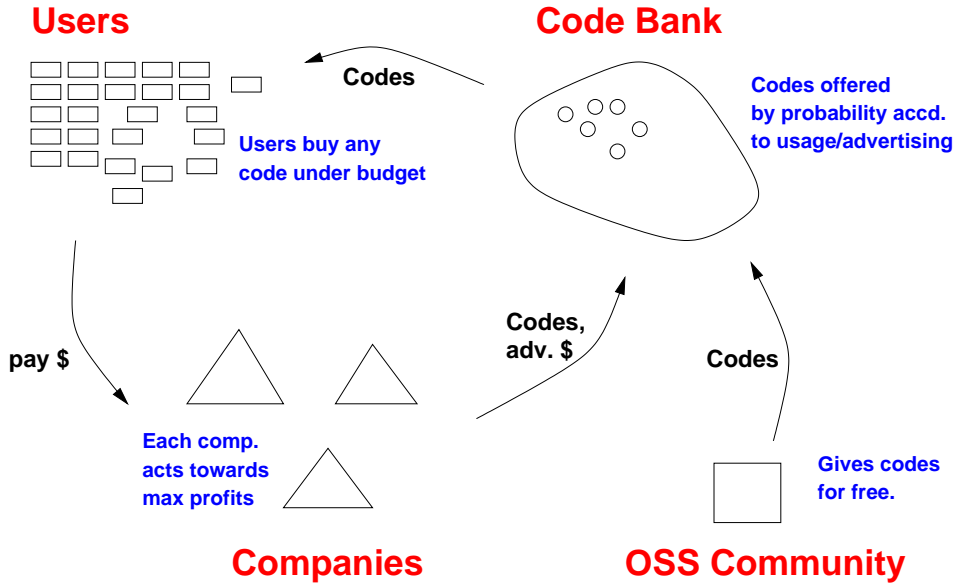 Users
Code Bank
Codes
Codes offered
by probability accd.
to usage/advertising
Users buy any
code under budget
pay $
Codes,
adv. $
Codes
Each comp.
acts towards
max profits
Gives codes
for free.
Companies
OSS Community